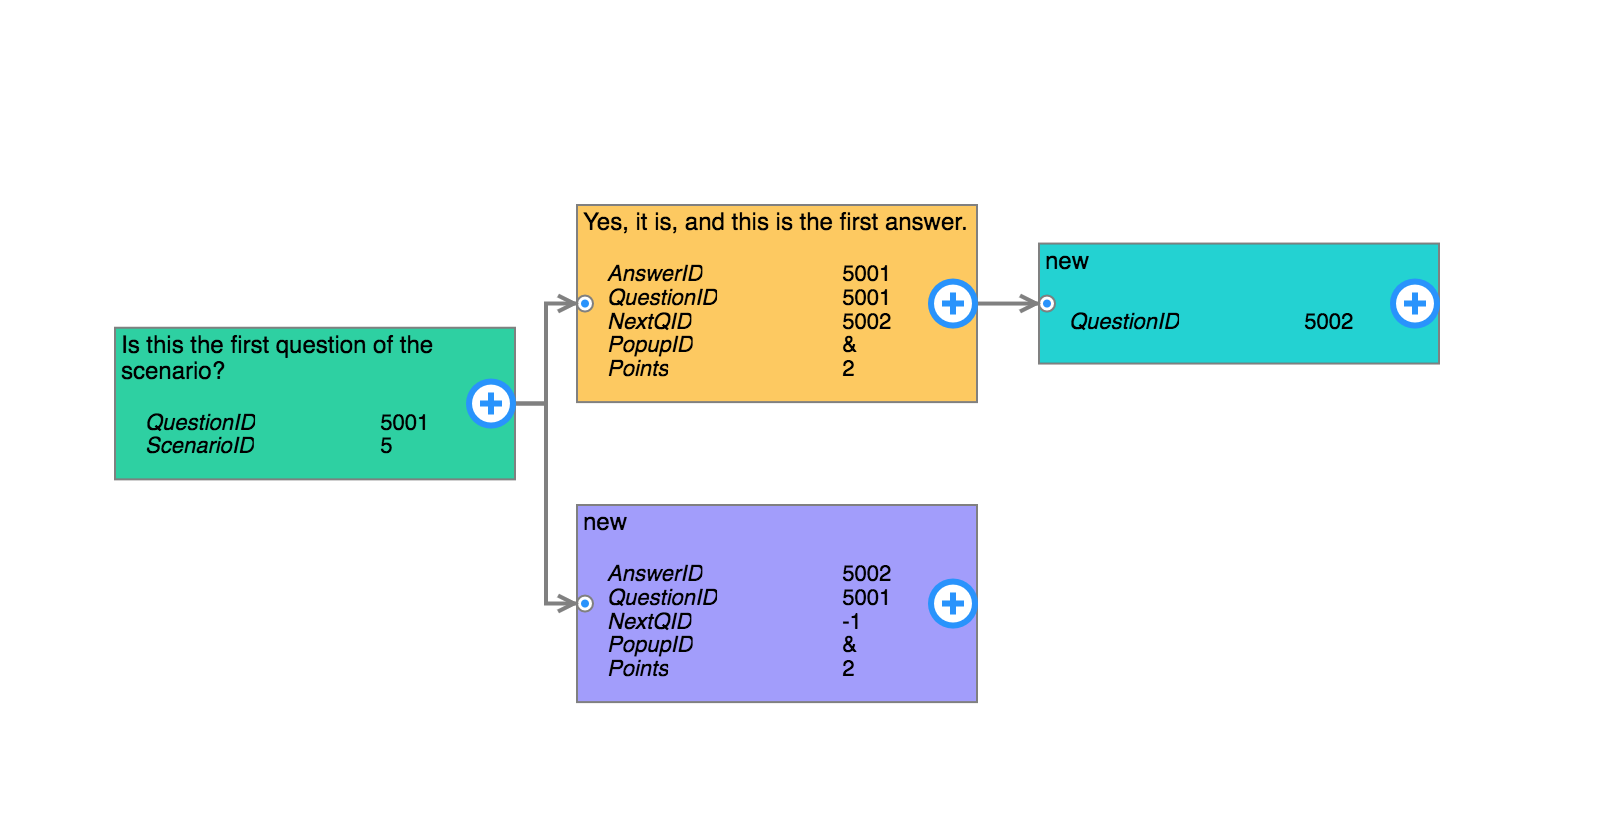 Is this the first question of the
scenario?
QuestionID 5001
ScenarioID 5
Yes, it is, and this is the first answer.
AnswerID 5001
QuestionID 5001
NextQID 5002
PopupID &
Points 2
new
AnswerID 5002
QuestionID 5001
NextQID -1
PopupID &
Points 2
new
QuestionID 5002